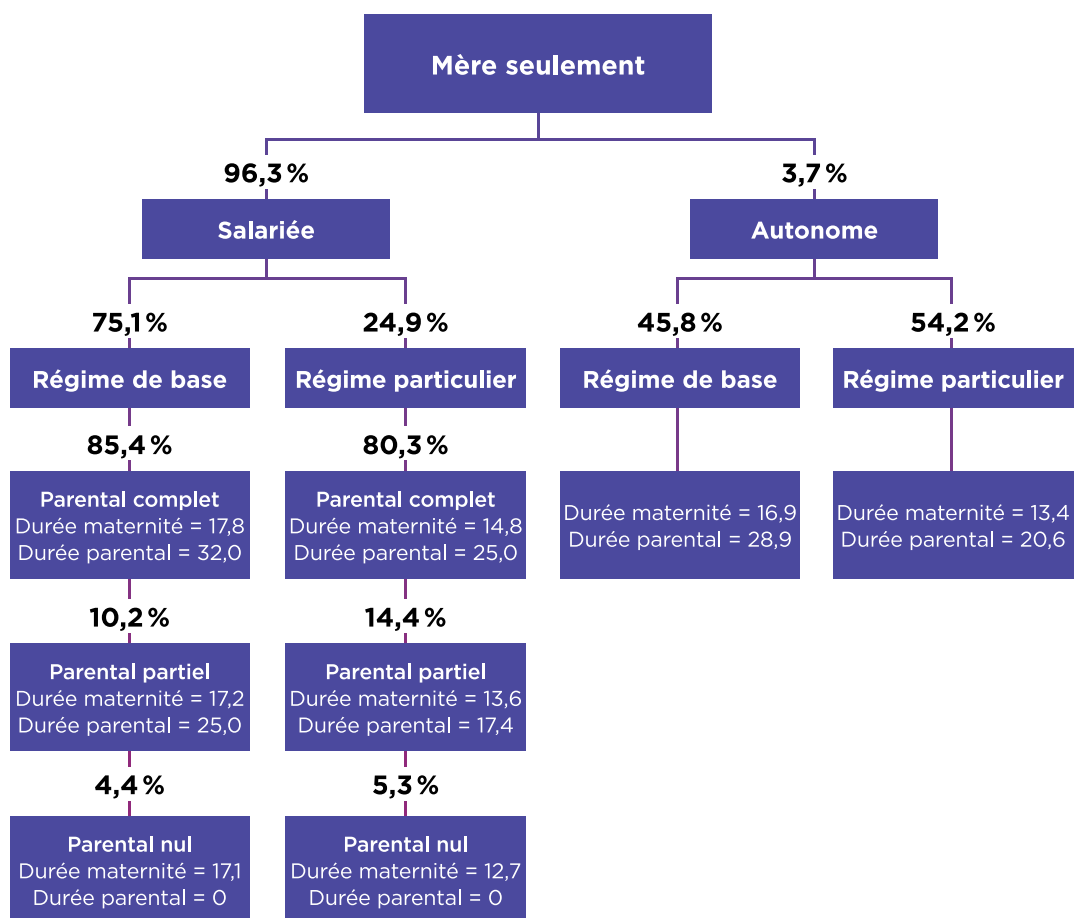 Mère seulement
96,3 %
3,7 %
Salariée
Autonome
75,1 %
24,9 %
45,8 %
54,2 %
Régime de base
Régime particulier
Régime de base
Régime particulier
85,4 %
80,3 %
Parental complet
Durée maternité = 17,8
Durée parental = 32,0
Parental complet
Durée maternité = 14,8
Durée parental = 25,0
Durée maternité = 16,9
Durée parental = 28,9
Durée maternité = 13,4
Durée parental = 20,6
10,2 %
14,4 %
Parental partiel
Durée maternité = 17,2
Durée parental = 25,0
Parental partiel
Durée maternité = 13,6
Durée parental = 17,4
4,4 %
5,3 %
Parental nul
Durée maternité = 17,1
Durée parental = 0
Parental nul
Durée maternité = 12,7
Durée parental = 0